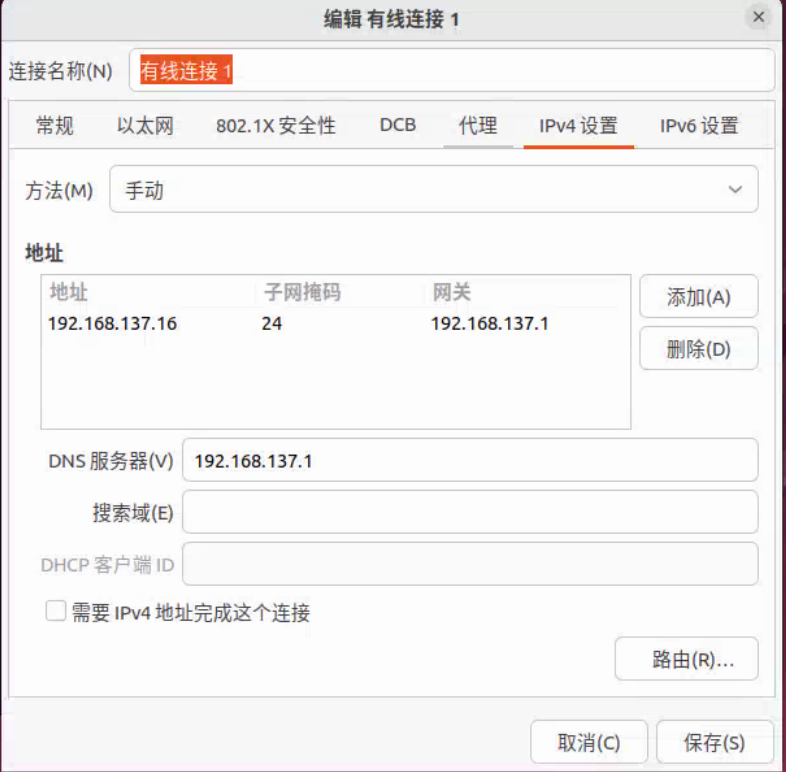 编辑 有线连接 1
连接名称(N) 有线连接 1
常规 以太网 802.1X 安全性 DCB 代理 IPv4 设置 IPv6 设置
方法(M) 手动
地址
地址 子网掩码 网关
192.168.137.16 24 192.168.137.1
添加(A)
删除(D)
DNS 服务器(V) 192.168.137.1
搜索域(E)
DHCP 客户端 ID
需要 IPv4 地址完成这个连接
路由(R)…
取消(C) 保存(S)